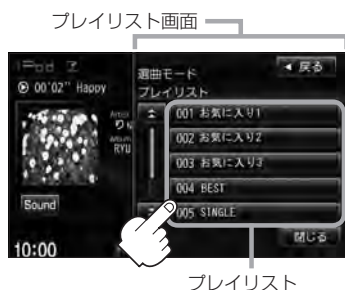 プレイリスト画面
iPod
選曲モード
戻る
00'02" Happy
プレイリスト
001 お気に入り1
002 お気に入り2
RYU
003 お気に入り3
004 BEST
Sound
005 SINGLE
閉じる
10:00
プレイリスト